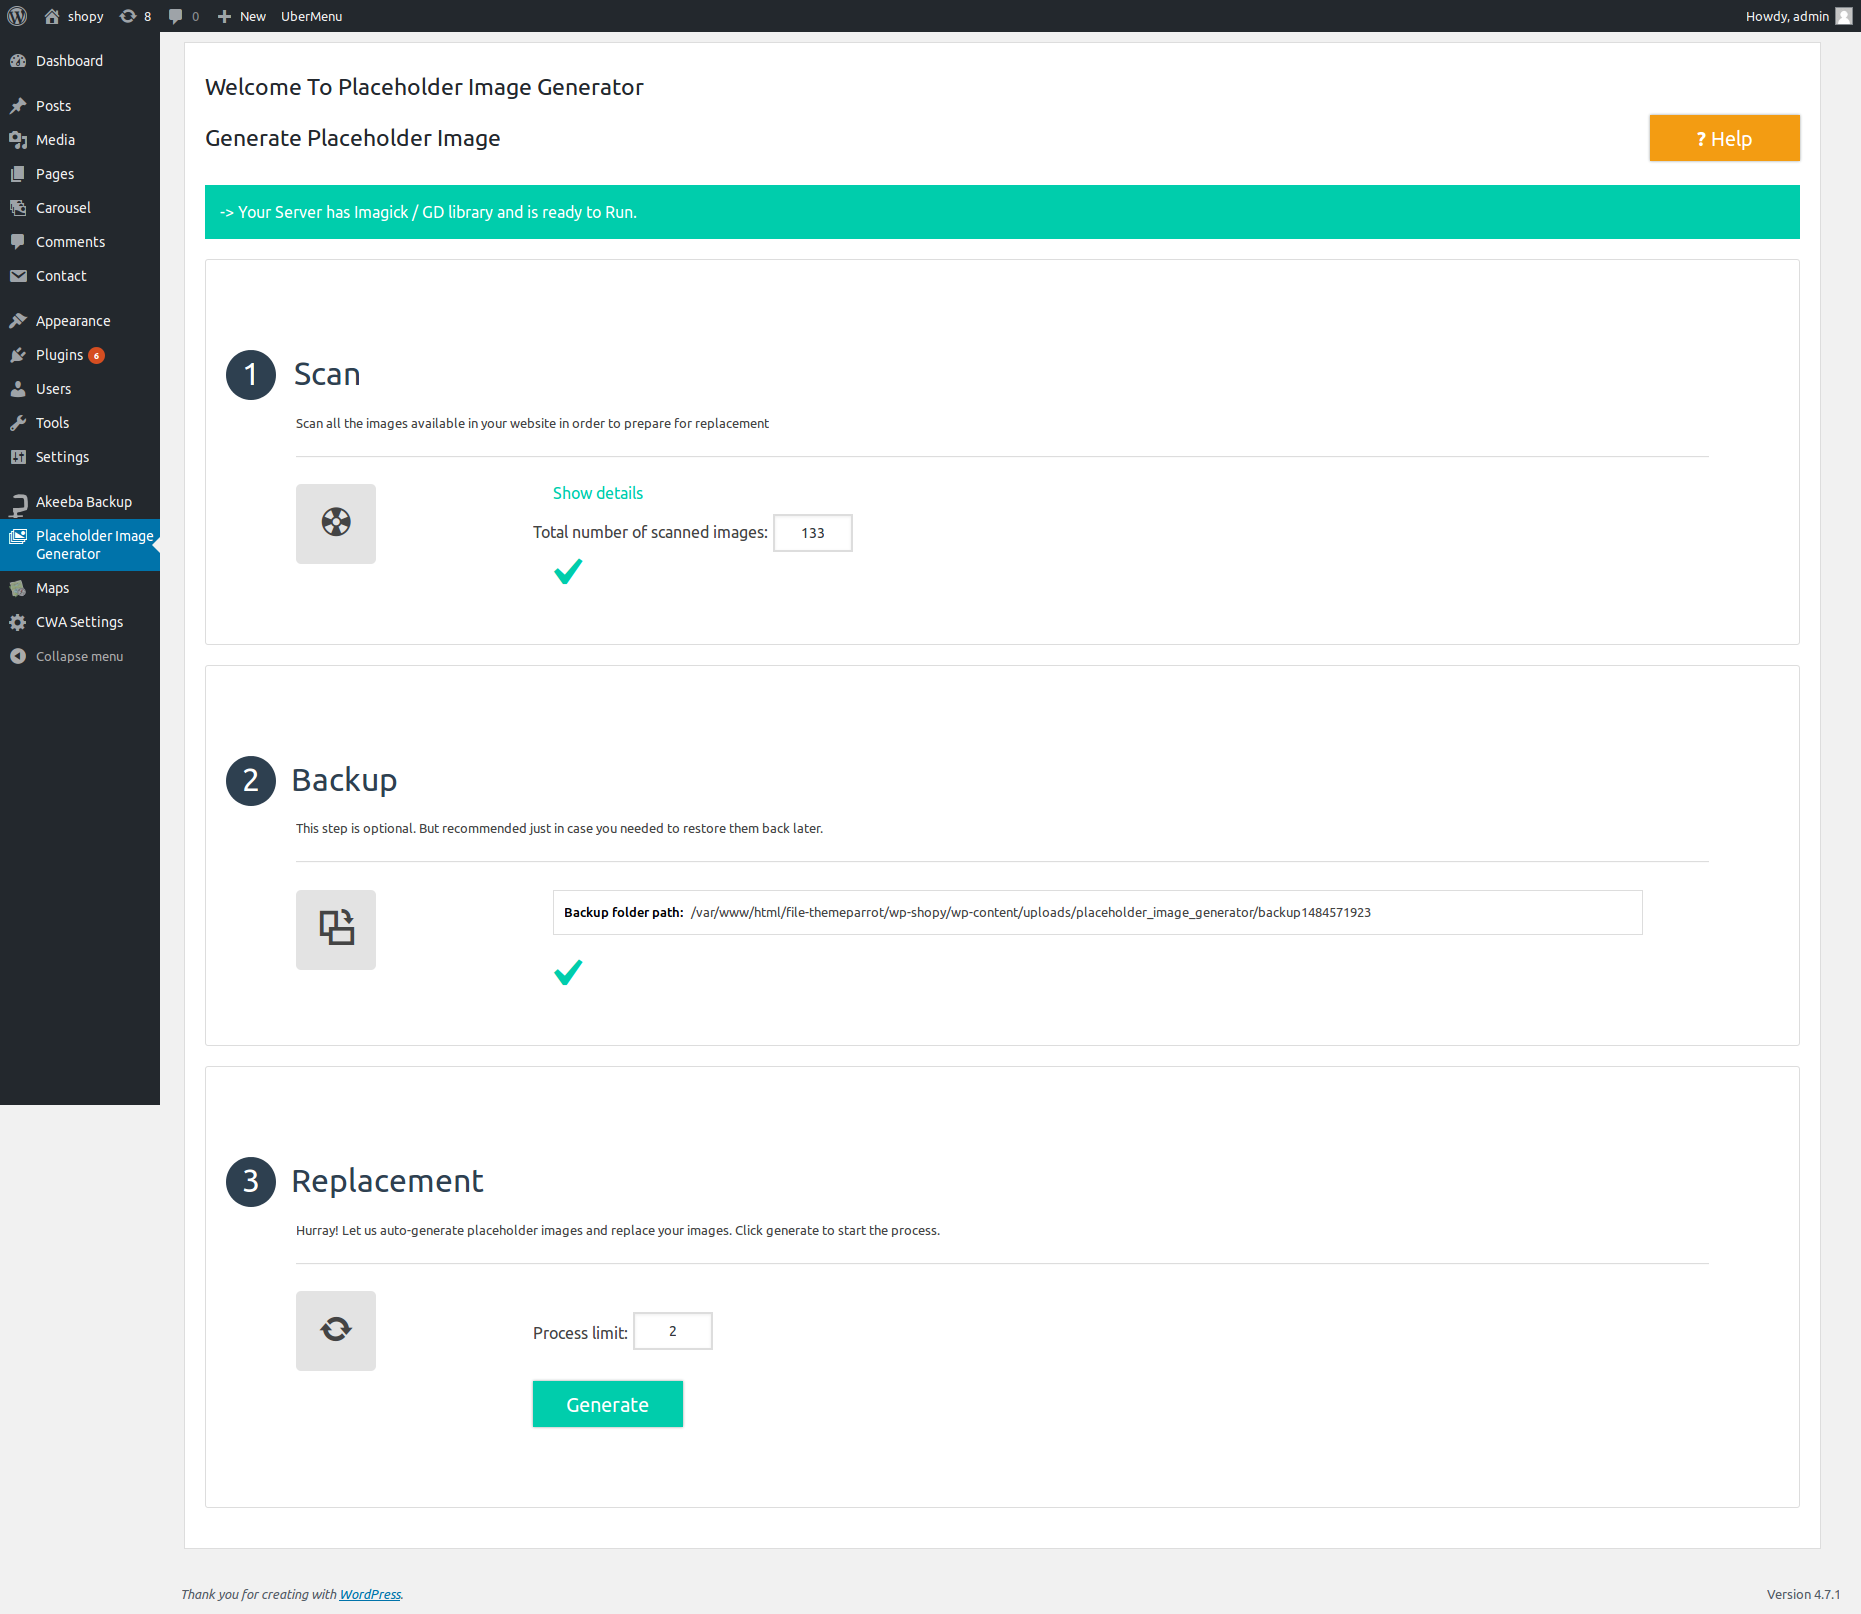 shopy 8 0 New UberMenu Howdy, admin
Dashboard
Posts
Media
Pages
Carousel
Comments
Contact
Appearance
Plugins 6
Users
Tools
Settings
Akeeba Backup
Placeholder Image
Generator
Maps
CWA Settings
Collapse menu
Welcome To Placeholder Image Generator
Generate Placeholder Image
? Help
-> Your Server has Imagick / GD library and is ready to Run.
1 Scan
Scan all the images available in your website in order to prepare for replacement
Show details
Total number of scanned images: 133
2 Backup
This step is optional. But recommended just in case you needed to restore them back later.
Backup folder path: /var/www/html/file-themeparrot/wp-shopy/wp-content/uploads/placeholder_image_generator/backup1484571923
3 Replacement
Hurray! Let us auto-generate placeholder images and replace your images. Click generate to start the process.
Process limit: 2
Generate
Thank you for creating with WordPress.
Version 4.7.1